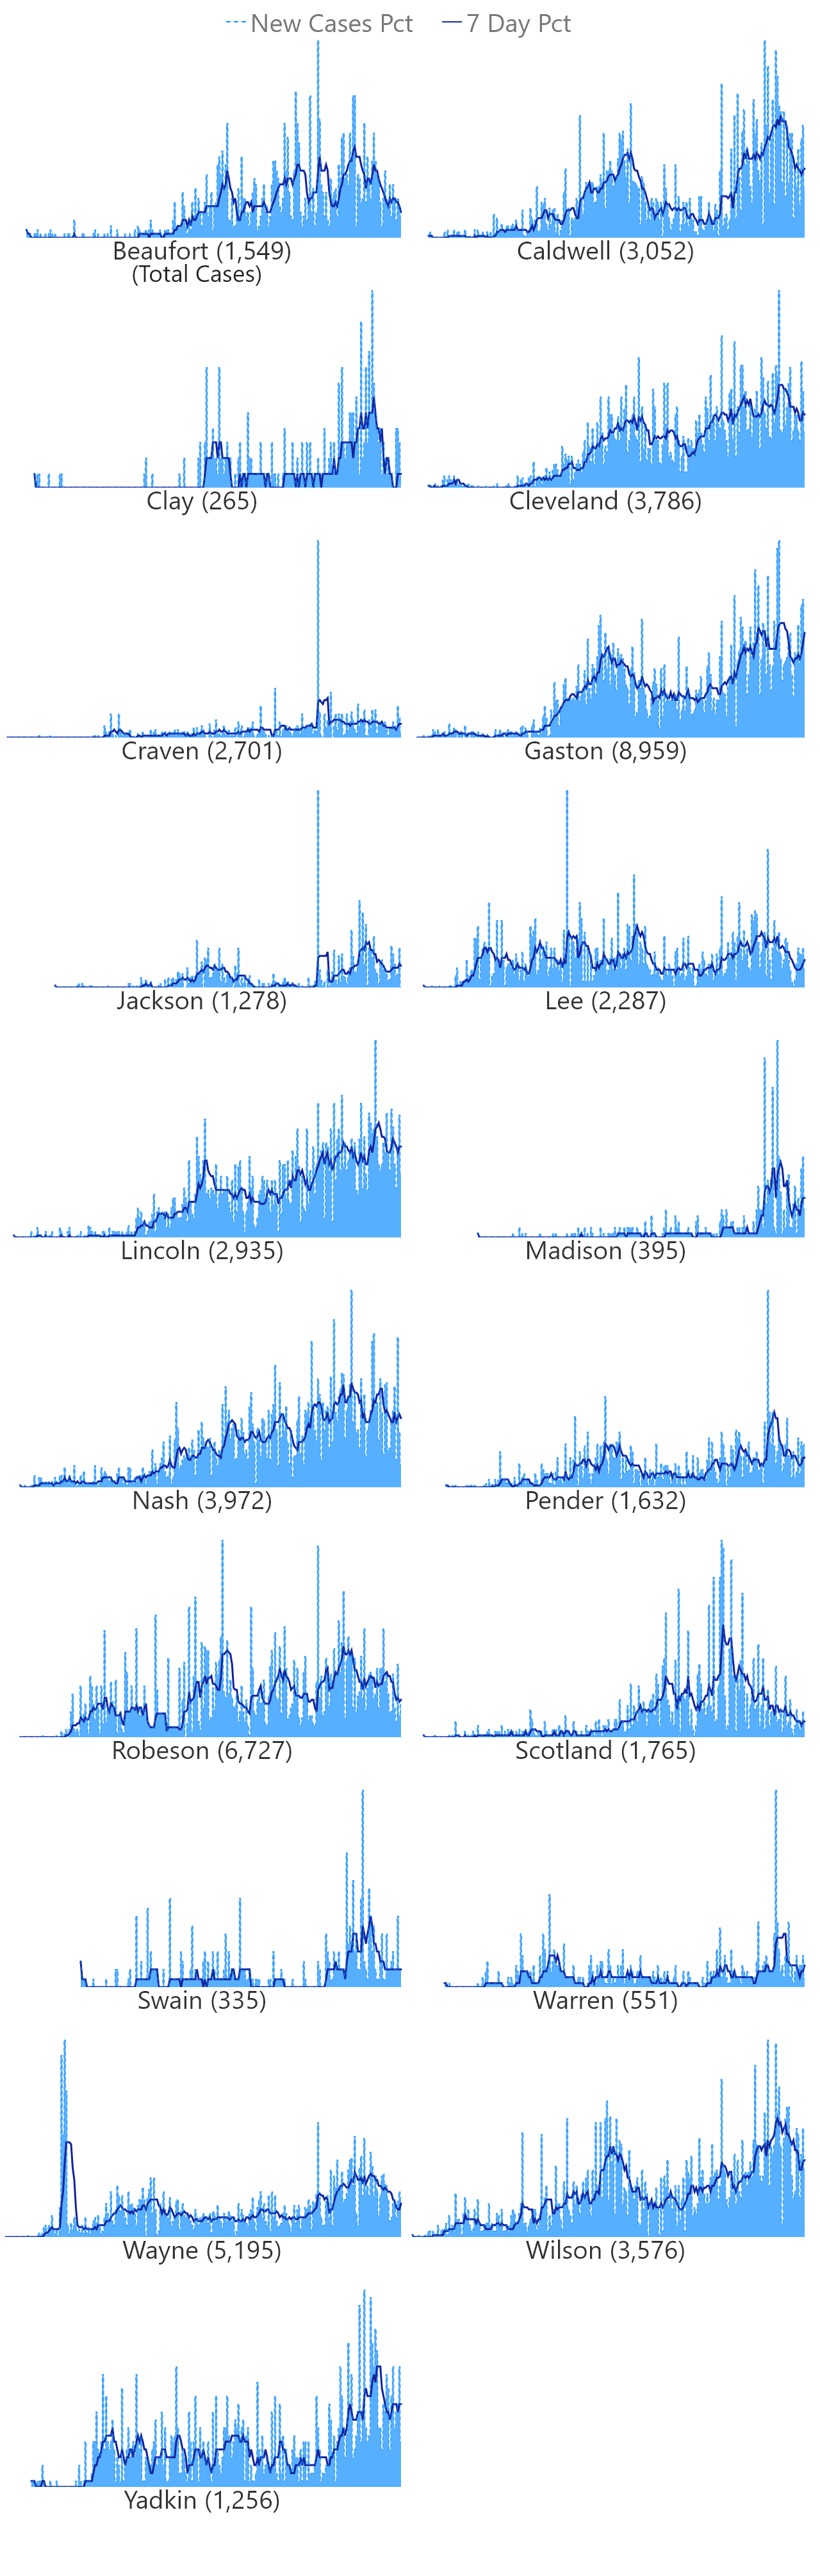 New Cases Pct 7 Day Pct
Beaufort (1,549) Caldwell (3,052)
(Total Cases)
Clay (265) Cleveland (3,786)
Craven (2,701) Gaston (8,959)
Jackson (1,278) Lee (2,287)
Lincoln (2,935) Madison (395)
Nash (3,972) Pender (1,632)
Robeson (6,727) Scotland (1,765)
Swain (335) Warren (551)
Wayne (5,195) Wilson (3,576)
Yadkin (1,256)